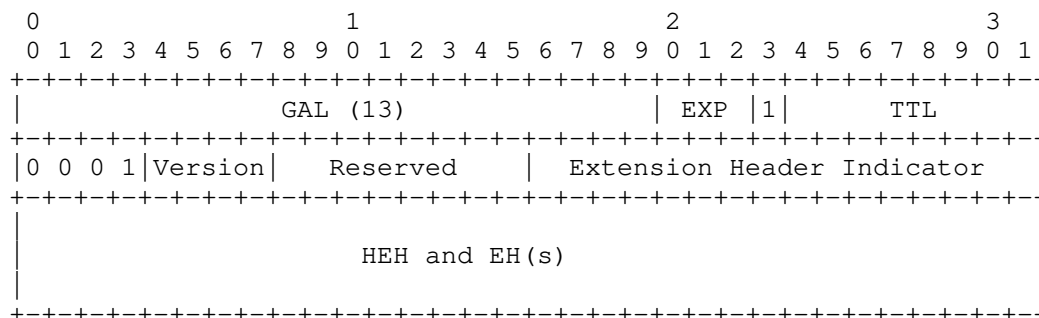 0                   1                   2                   3
 0 1 2 3 4 5 6 7 8 9 0 1 2 3 4 5 6 7 8 9 0 1 2 3 4 5 6 7 8 9 0 1
+-+-+-+-+-+-+-+-+-+-+-+-+-+-+-+-+-+-+-+-+-+-+-+-+-+-+-+-+-+-+-+--
|               GAL (13)                | EXP |1|      TTL
+-+-+-+-+-+-+-+-+-+-+-+-+-+-+-+-+-+-+-+-+-+-+-+-+-+-+-+-+-+-+-+--
|0 0 0 1|Version|   Reserved    |  Extension Header Indicator
+-+-+-+-+-+-+-+-+-+-+-+-+-+-+-+-+-+-+-+-+-+-+-+-+-+-+-+-+-+-+-+--
|
|                    HEH and EH(s)
|
+-+-+-+-+-+-+-+-+-+-+-+-+-+-+-+-+-+-+-+-+-+-+-+-+-+-+-+-+-+-+-+--